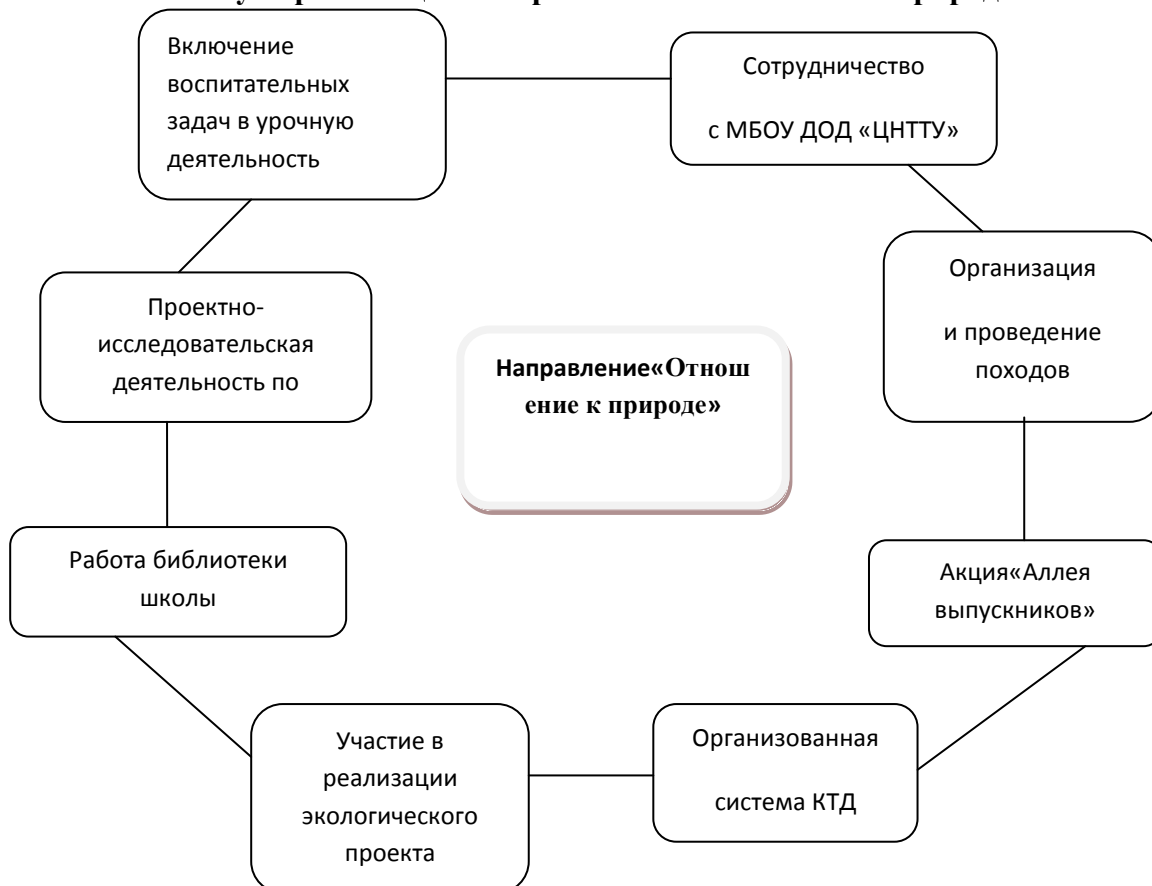 Включение
воспитательных
задач в урочную
деятельность
Сотрудничество
с МБОУ ДОД «ЦНТТУ»
Проектно-
исследовательская
деятельность по
Направление«Отнош
ение к природе»
Организация
и проведение
походов
Работа библиотеки
школы
Акция«Аллея
выпускников»
Участие в
реализации
экологического
проекта
Организованная
система КТД